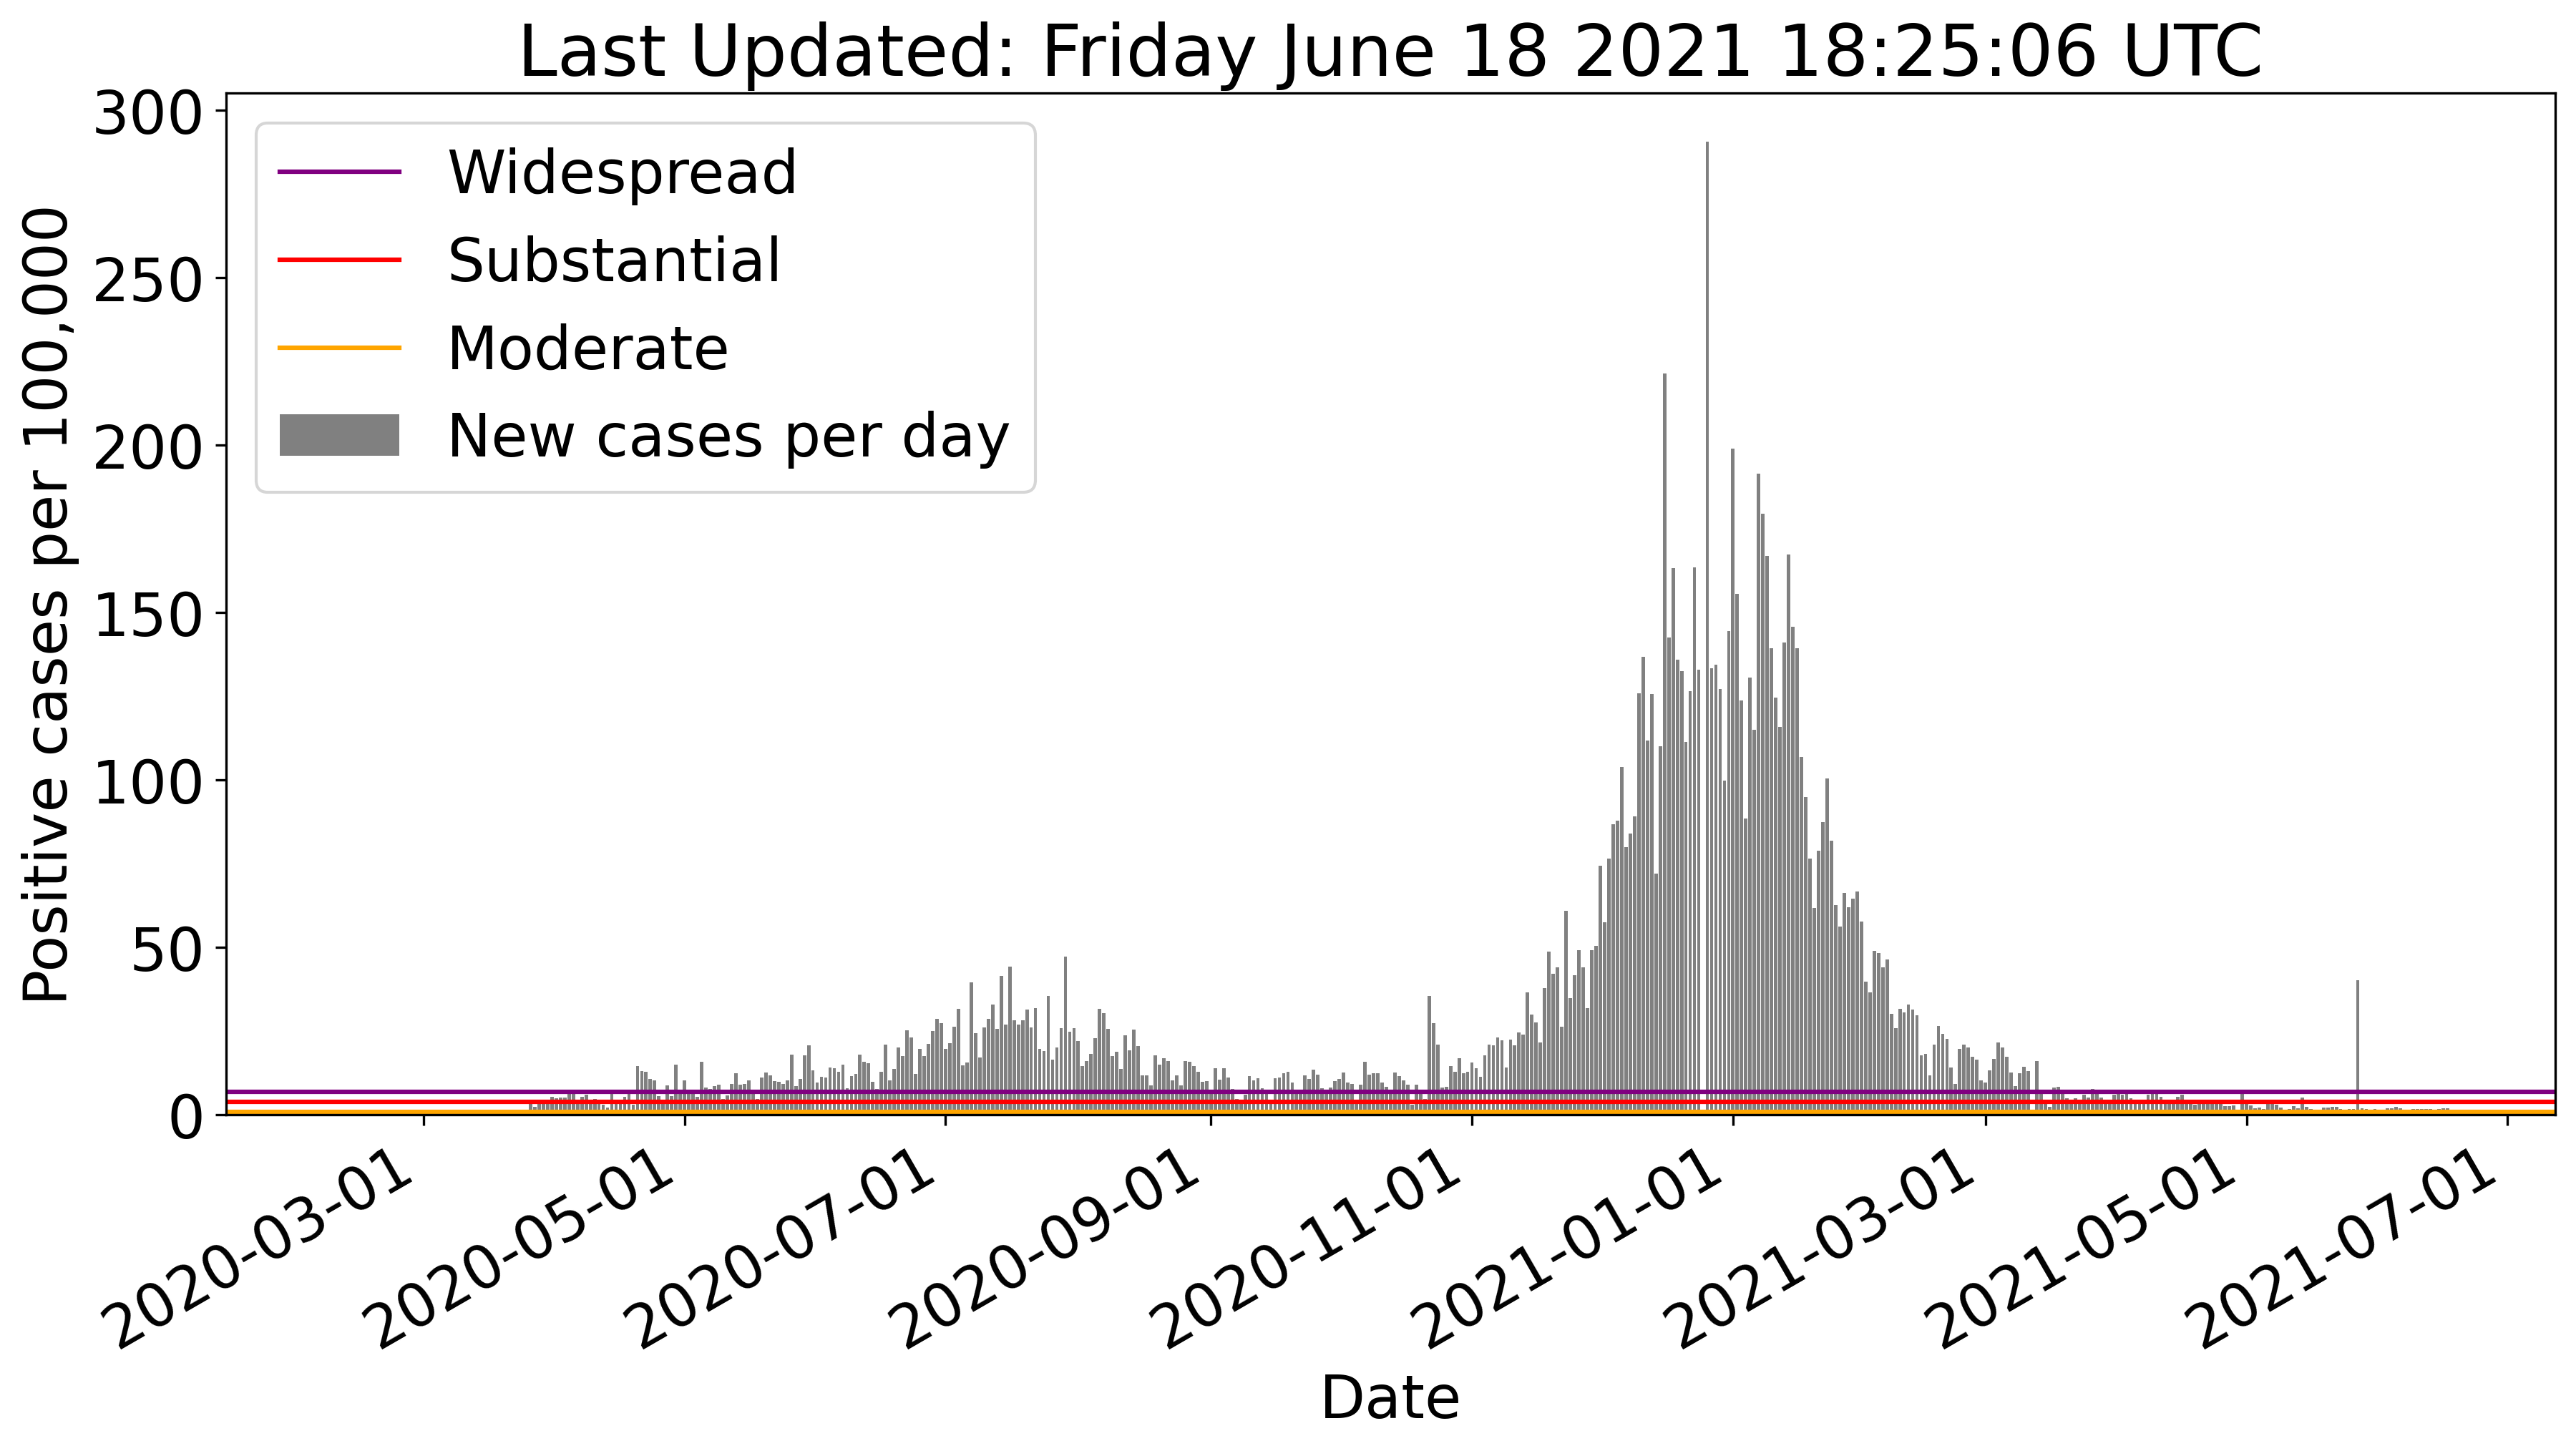 Last Updated: Friday June 18 2021 18:25:06 UTC
300
250
200
150
100
50
0
Positive cases per 100,000
Widespread
Substantial
Moderate
New cases per day
2020-03-01
2020-05-01
2020-07-01
2020-09-01
2020-11-01
2021-01-01
2021-03-01
2021-05-01
2021-07-01
Date